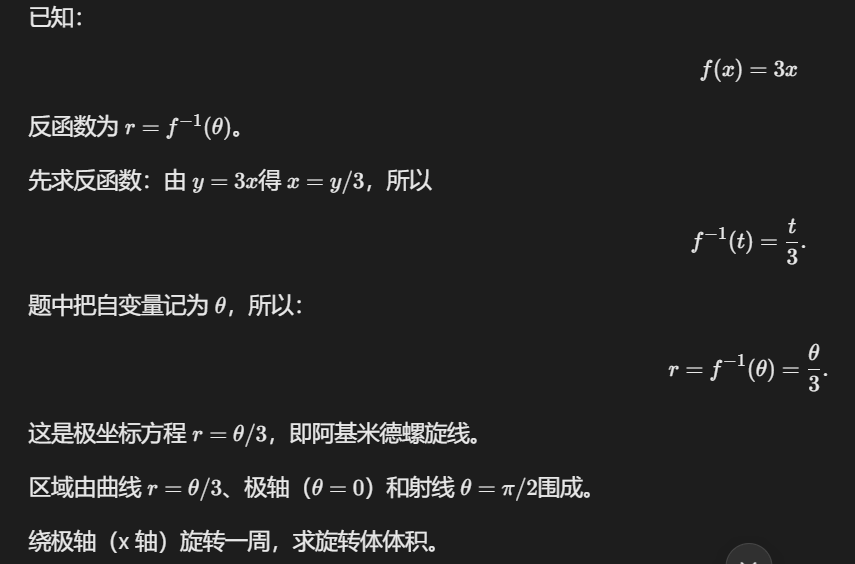 已知：
f(x) = 3x
反函数为 r = f⁻¹(θ)。
先求反函数：由 y = 3x得 x = y/3，所以
f⁻¹(t) = t/3.
题中把自变量记为 θ，所以：
r = f⁻¹(θ) = θ/3.
这是极坐标方程 r = θ/3，即阿基米德螺旋线。
区域由曲线 r = θ/3、极轴（θ = 0）和射线 θ = π/2围成。
绕极轴（x 轴）旋转一周，求旋转体体积。